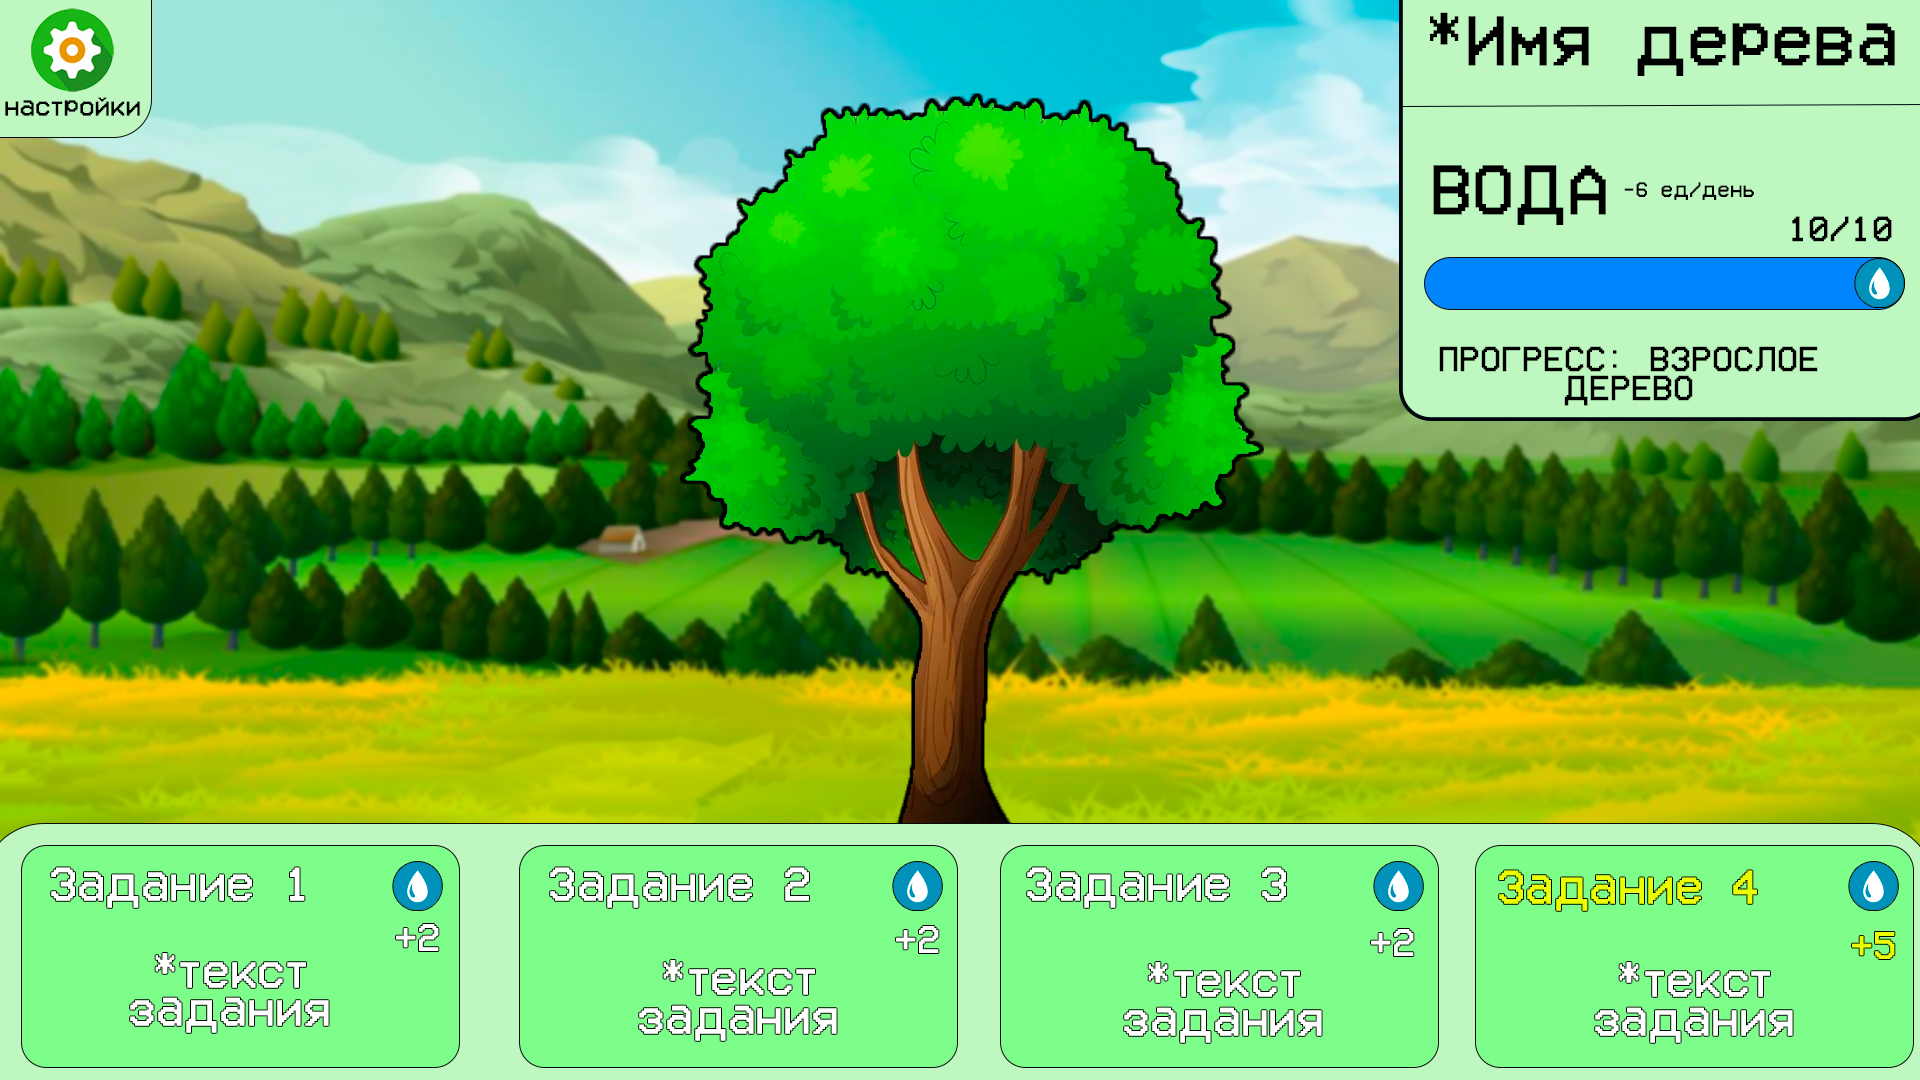 настройки
*Имя дерева
ВОДА -6 ед/день
10/10
ПРОГРЕСС: ВЗРОСЛОЕ
ДЕРЕВО
Задание 1
+2
*текст
задания
Задание 2
+2
*текст
задания
Задание 3
+2
*текст
задания
Задание 4
+5
*текст
задания